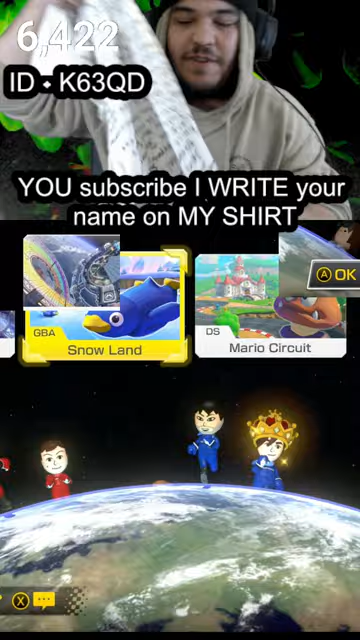 6,422
ID • K63QD
YOU subscribe I WRITE your
name on MY SHIRT
A OK
GBA
Snow Land
DS
Mario Circuit
X